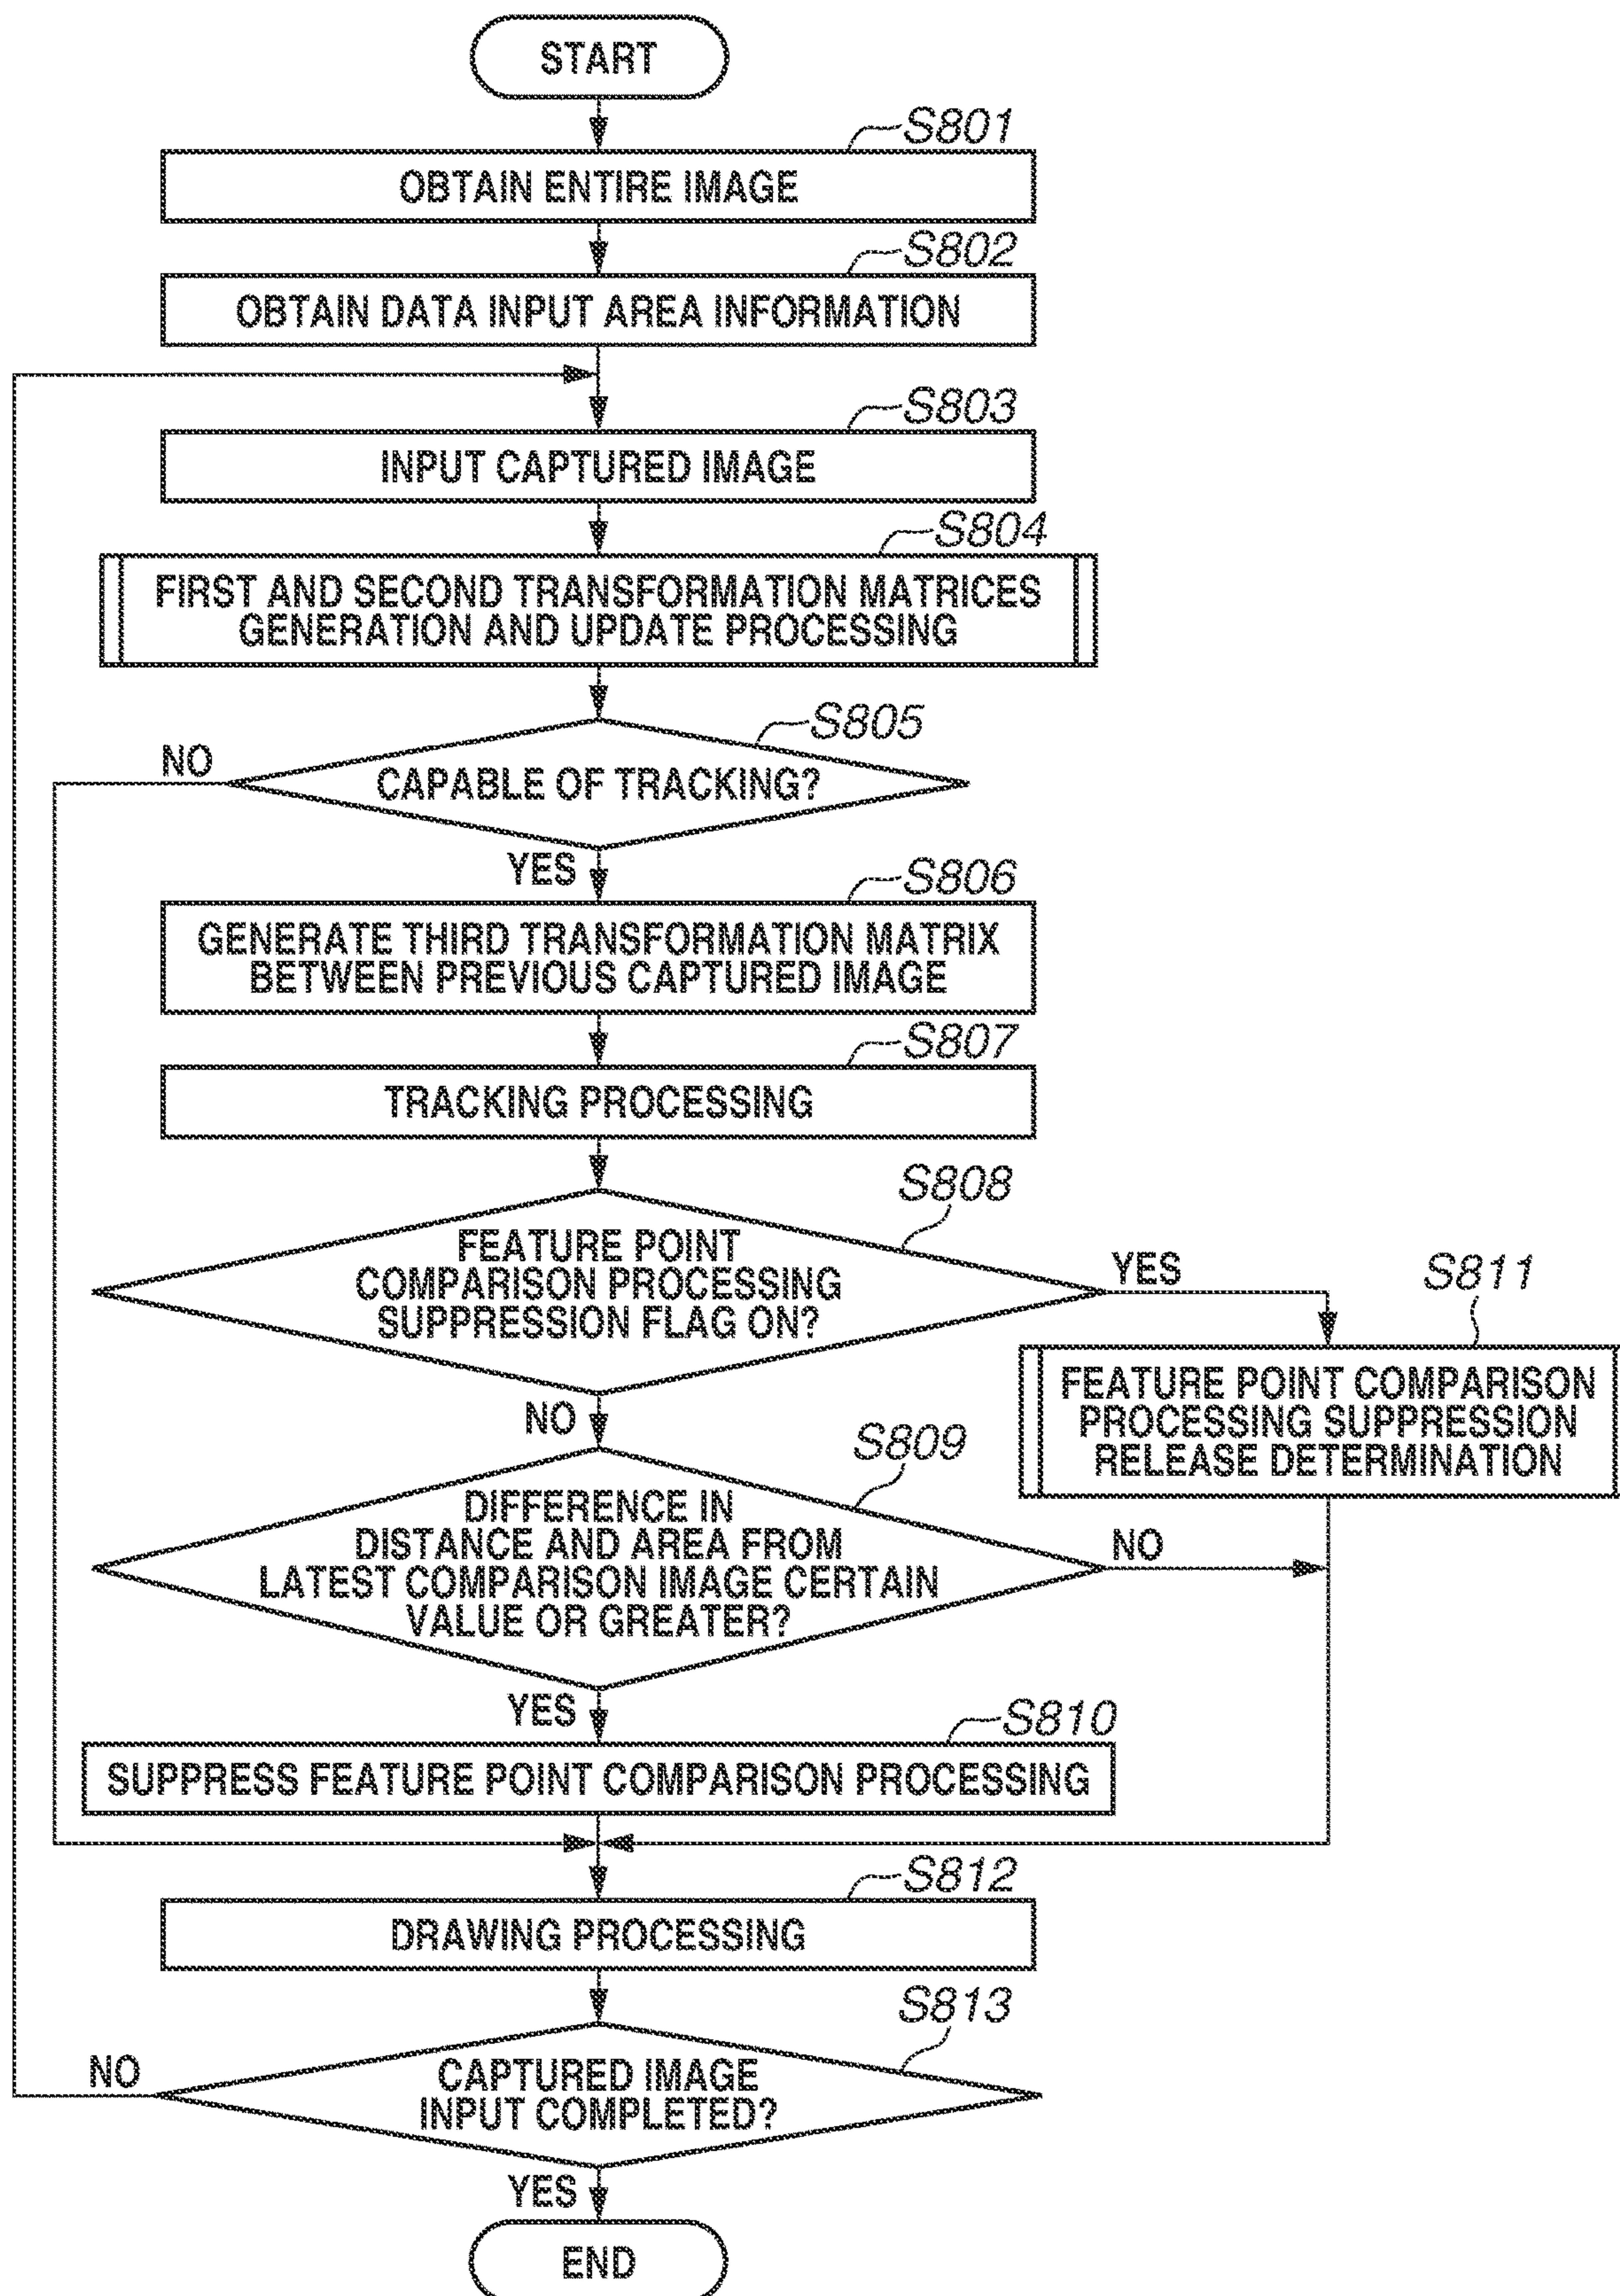 START
S801
OBTAIN ENTIRE IMAGE
S802
OBTAIN DATA INPUT AREA INFORMATION
S803
INPUT CAPTURED IMAGE
S804
FIRST AND SECOND TRANSFORMATION MATRICES
GENERATION AND UPDATE PROCESSING
S805
NO
CAPABLE OF TRACKING?
YES
S806
GENERATE THIRD TRANSFORMATION MATRIX
BETWEEN PREVIOUS CAPTURED IMAGE
S807
TRACKING PROCESSING
S808
FEATURE POINT
COMPARISON PROCESSING
SUPPRESSION FLAG ON?
YES
S811
FEATURE POINT COMPARISON
PROCESSING SUPPRESSION
RELEASE DETERMINATION
NO
S809
DIFFERENCE IN
DISTANCE AND AREA FROM
LATEST COMPARISON IMAGE CERTAIN
VALUE OR GREATER?
NO
YES
S810
SUPPRESS FEATURE POINT COMPARISON PROCESSING
S812
DRAWING PROCESSING
S813
NO
CAPTURED IMAGE
INPUT COMPLETED?
YES
END